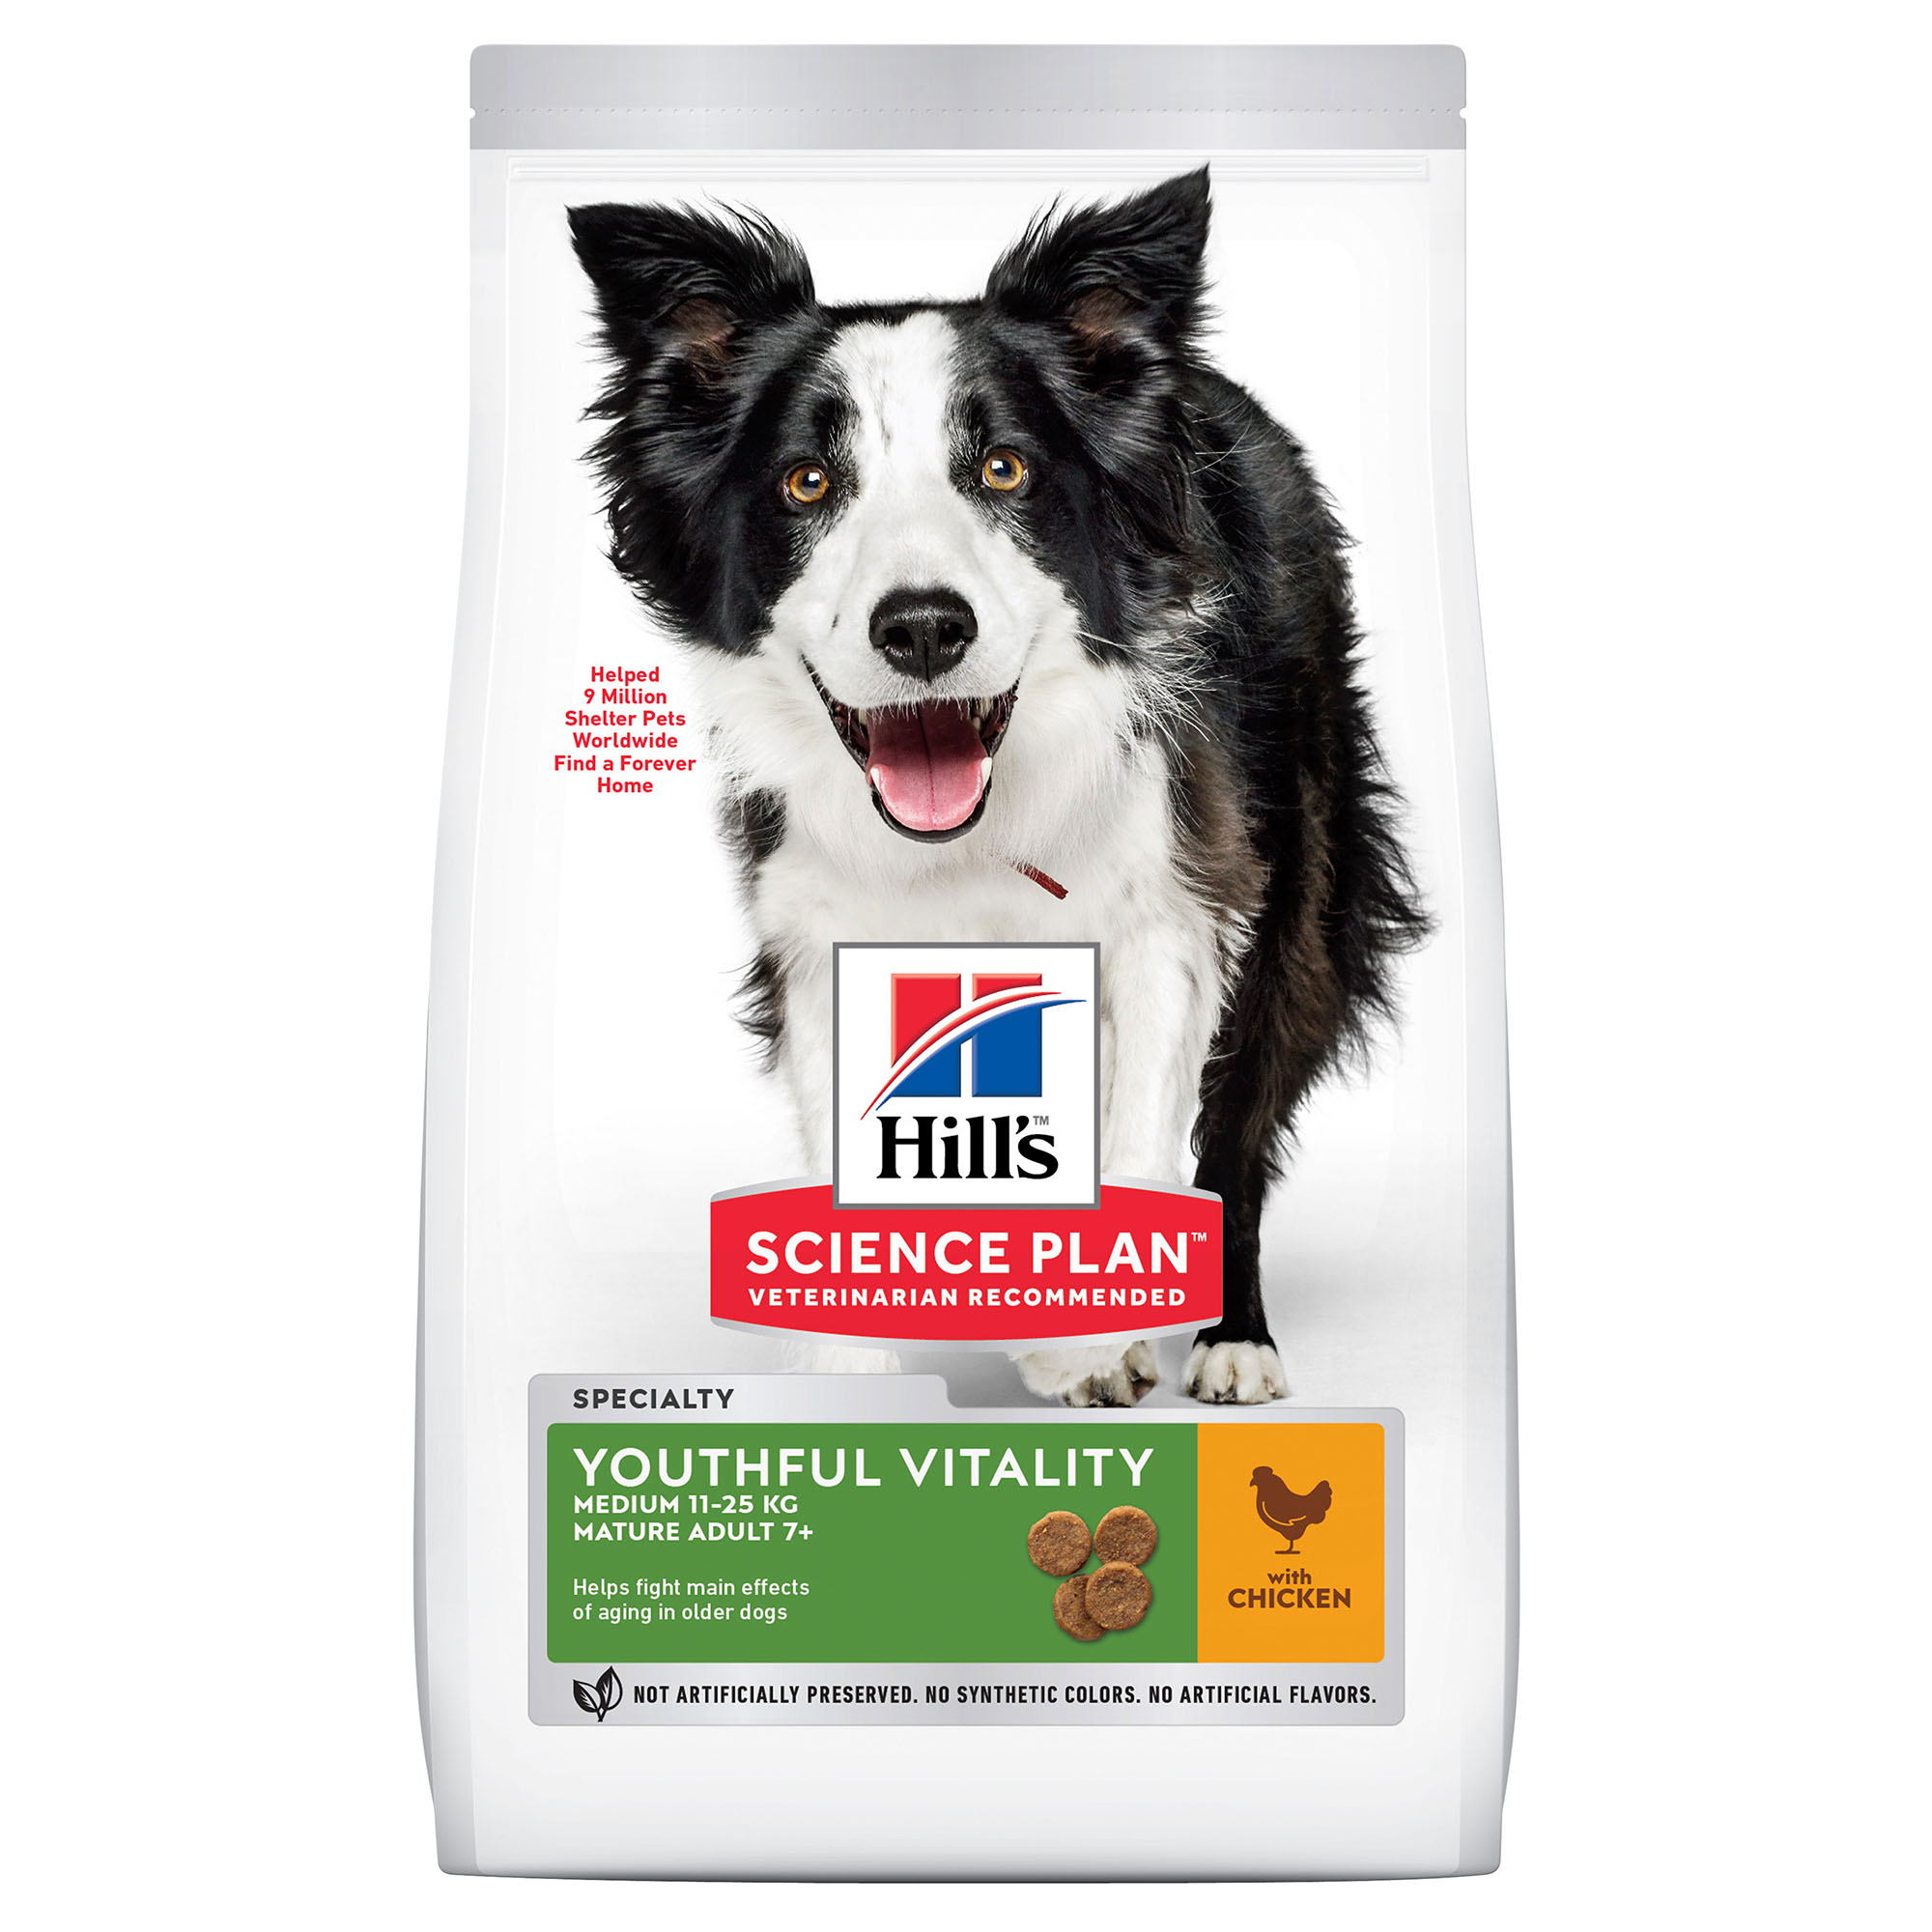 Helped
9 Million
Shelter Pets
Worldwide
Find a Forever
Home
Hill's™
SCIENCE PLAN™
VETERINARIAN RECOMMENDED
SPECIALTY
YOUTHFUL VITALITY
MEDIUM 11-25 KG
MATURE ADULT 7+
Helps fight main effects
of aging in older dogs
with
CHICKEN
NOT ARTIFICIALLY PRESERVED. NO SYNTHETIC COLORS. NO ARTIFICIAL FLAVORS.